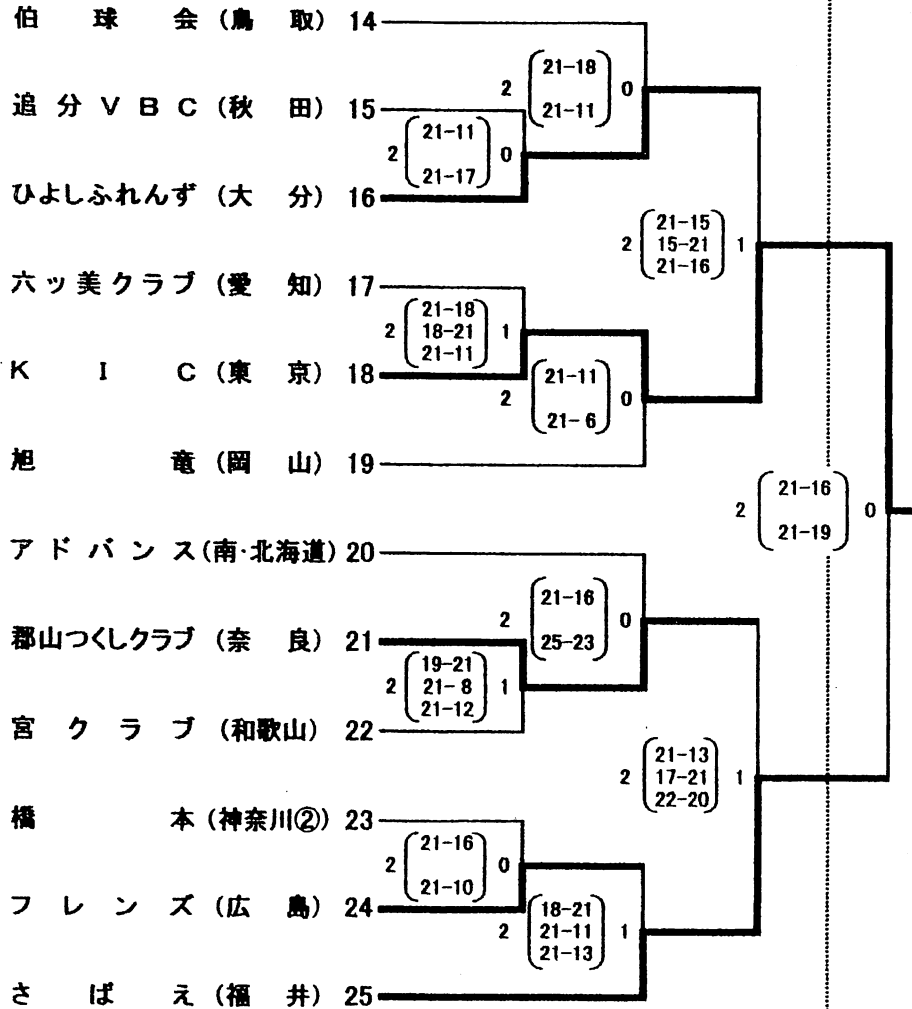 伯球会(鳥取) 14
2 21-18 0
21-11
追分VBC(秋田) 15
2 21-11 0
21-17
ひよしふれんず(大分) 16
21-15
2 15-21 1
21-16
六ッ美クラブ(愛知) 17
21-18
2 18-21 1
21-11
KIC(東京) 18
21-11
2 0
21-6
旭竜(岡山) 19
21-16
2 0
21-19
アドバンス(南・北海道) 20
21-16
2 0
25-23
郡山つくしクラブ(奈良) 21
19-21
2 21-8 1
21-12
宮クラブ(和歌山) 22
21-13
2 17-21 1
22-20
橋本(神奈川②) 23
21-16
2 0
21-10
フレンズ(広島) 24
18-21
2 21-11 1
21-13
さばえ(福井) 25